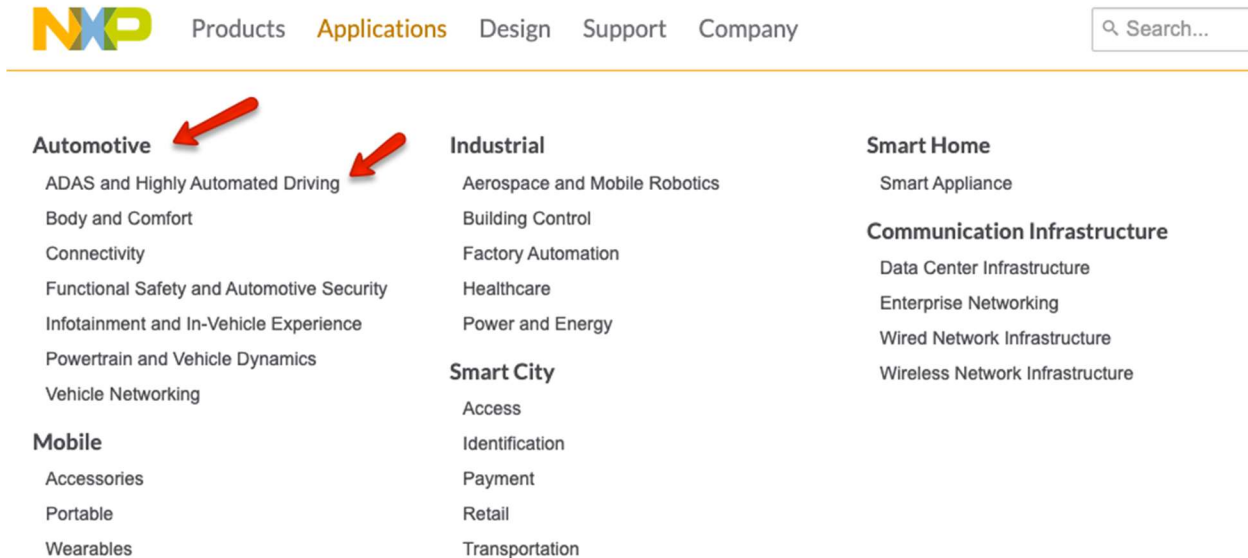 NXP
Products Applications Design Support Company
Search...
Automotive
ADAS and Highly Automated Driving
Body and Comfort
Connectivity
Functional Safety and Automotive Security
Infotainment and In-Vehicle Experience
Powertrain and Vehicle Dynamics
Vehicle Networking
Mobile
Accessories
Portable
Wearables
Industrial
Aerospace and Mobile Robotics
Building Control
Factory Automation
Healthcare
Power and Energy
Smart City
Access
Identification
Payment
Retail
Transportation
Smart Home
Smart Appliance
Communication Infrastructure
Data Center Infrastructure
Enterprise Networking
Wired Network Infrastructure
Wireless Network Infrastructure